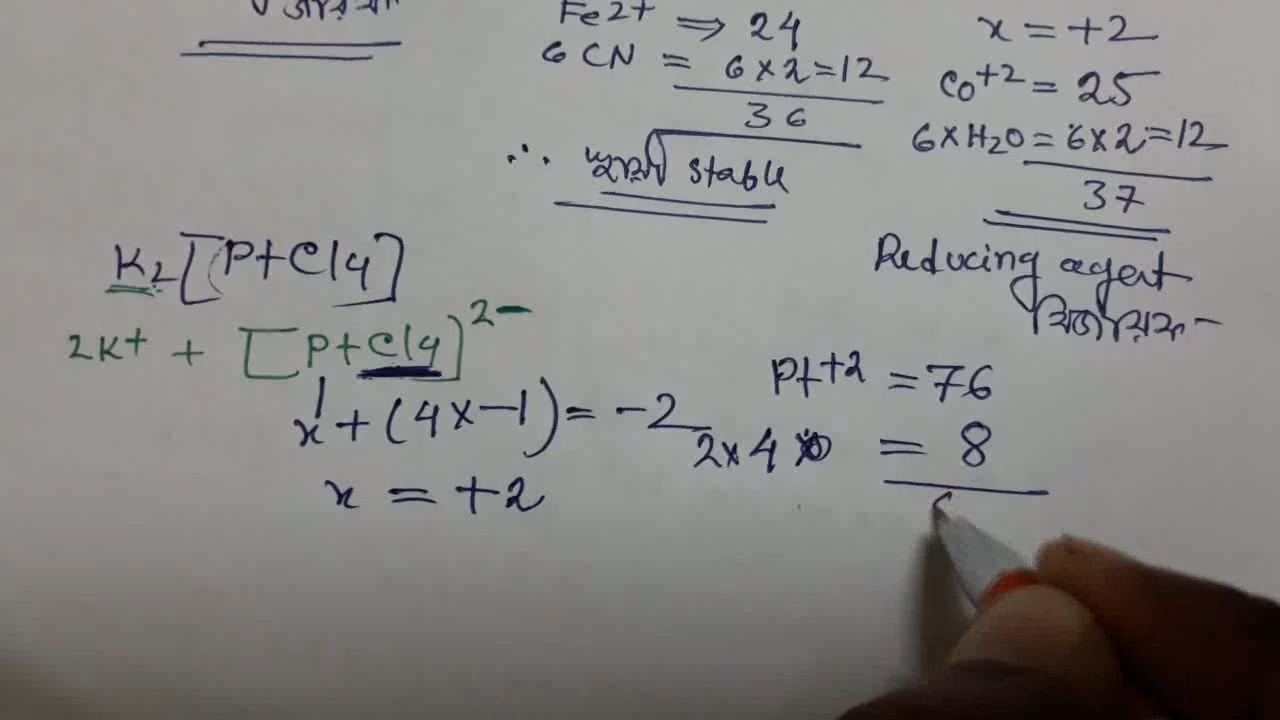 Fe2+ ⇒ 24
6 CN = 6×2=12
36
∴ stable
x = +2
Co+2 = 25
6×H2O = 6×2=12
37
Reducing agent
K2[PtCl4]
2K+ + [PtCl4]2-
x + (4×-1) = -2
x = +2
Pt+2 = 76
2×4 = 8